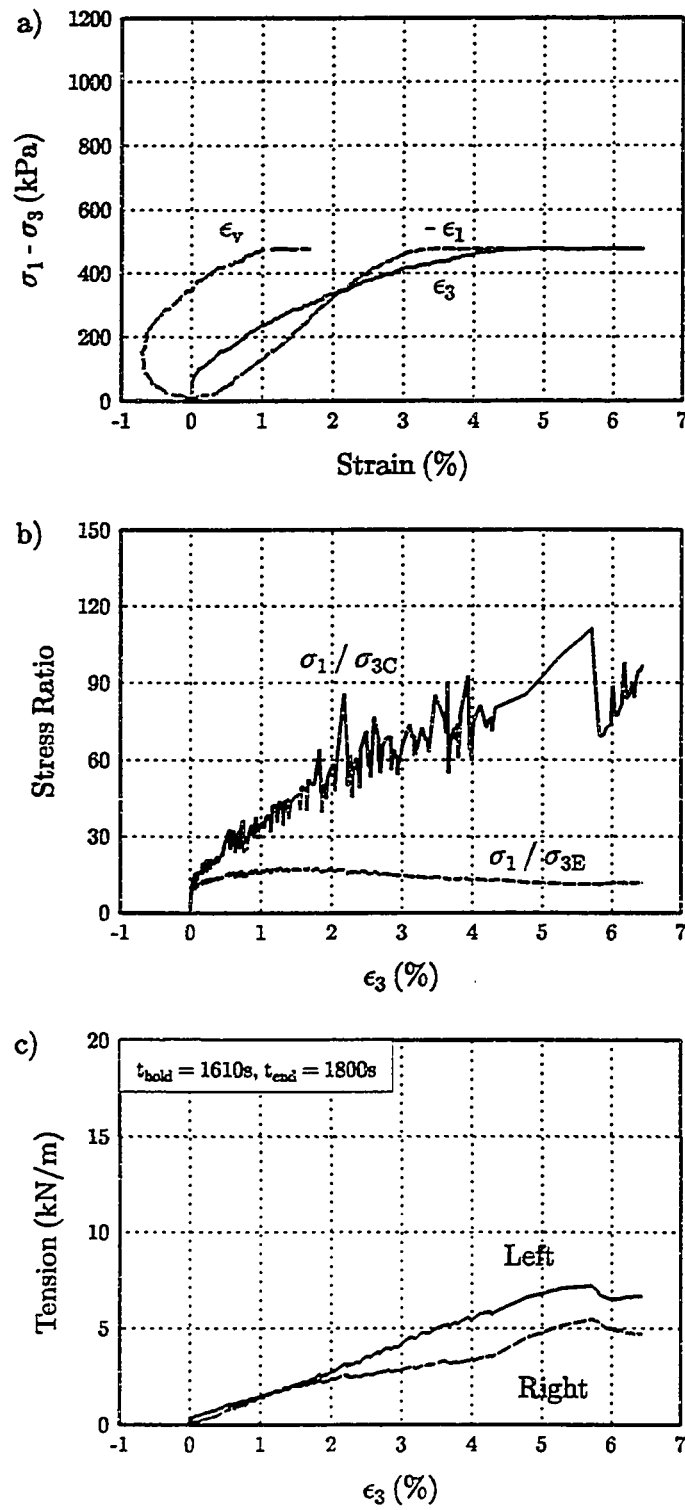 a)
1200
1000
800
600
400
200
0
σ₁ - σ₃ (kPa)
ϵᵥ
- ϵ₁
ϵ₃
-1 0 1 2 3 4 5 6 7
Strain (%)
b)
150
120
90
60
30
0
Stress Ratio
σ₁ / σ₃C
σ₁ / σ₃E
-1 0 1 2 3 4 5 6 7
ϵ₃ (%)
c)
20
15
10
5
0
Tension (kN/m)
t_hold = 1610s, t_end = 1800s
Left
Right
-1 0 1 2 3 4 5 6 7
ϵ₃ (%)